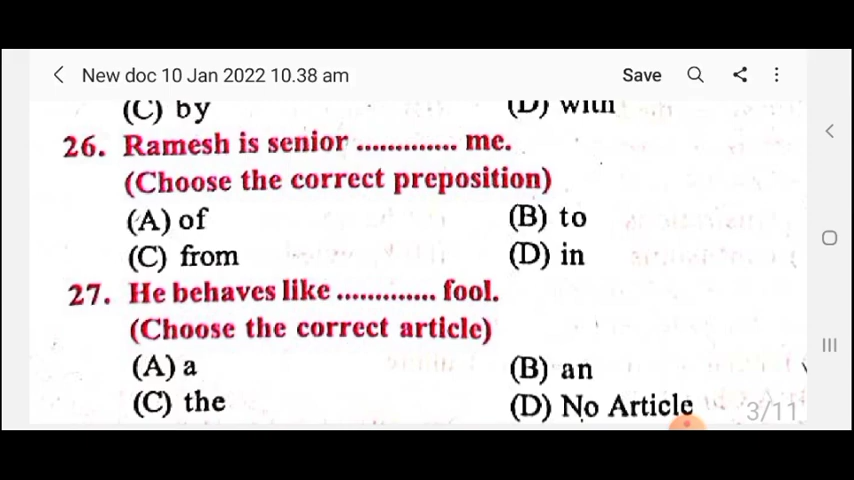 New doc 10 Jan 2022 10.38 am
Save
(C) by
(D) with
26. Ramesh is senior ............. me.
(Choose the correct preposition)
(A) of
(B) to
(C) from
(D) in
27. He behaves like ............. fool.
(Choose the correct article)
(A) a
(B) an
(C) the
(D) No Article
3/11